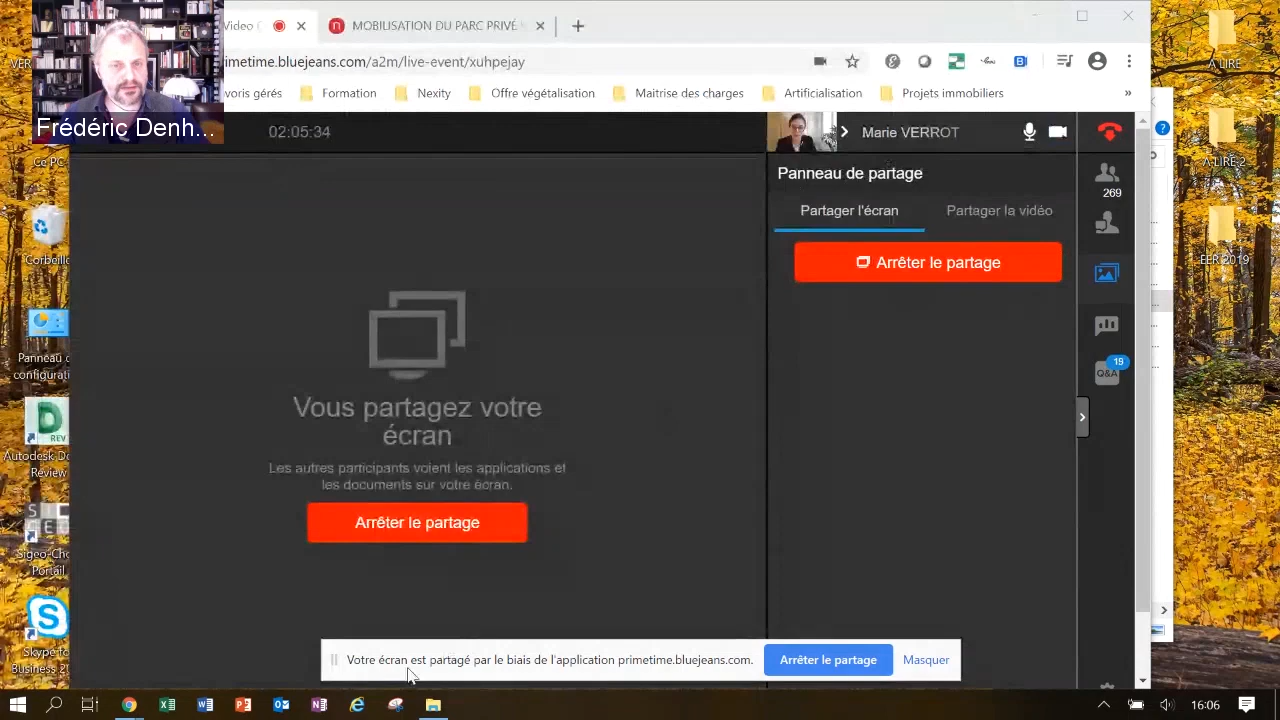 Video C
MOBILISATION DU PARC PRIVÉ
Frédéric Denh...
primetime.bluejeans.com
2mlive-event/xuhpejay
voris gérés
Formation
Nexity
Offre végétalisation
Maitrise des charges
Artificialisation
Projets immobiliers
»
02:05:34
Marie VERROT
269
Panneau de partage
Partager l'écran
Partager la vidéo
Arrêter le partage
Vous partagez votre
écran
Les autres participants voient les applications et
les documents sur votre écran.
Arrêter le partage
Q&A
19
Votre écran est partagé par le biais de l'application primetime.bluejeans.com.
Arrêter le partage
Masquer
Ce PC
Corbeille
Panneau d
configurati
REV
Autodesk De
Review
Sigeo-Cho
Portail
Skype fo
Business 2
A LIRE
A LIRE 2
EER 2019
16:06